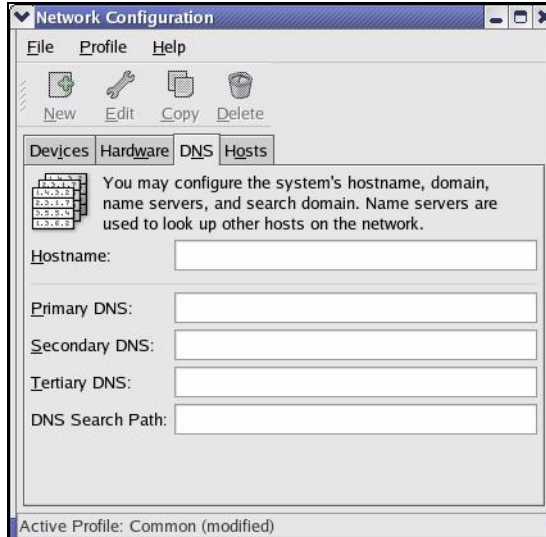 Network Configuration
File Profile Help
New Edit Copy Delete
Devices Hardware DNS Hosts
You may configure the system's hostname, domain,
name servers, and search domain. Name servers are
used to look up other hosts on the network.
Hostname:
Primary DNS:
Secondary DNS:
Tertiary DNS:
DNS Search Path:
Active Profile: Common (modified)